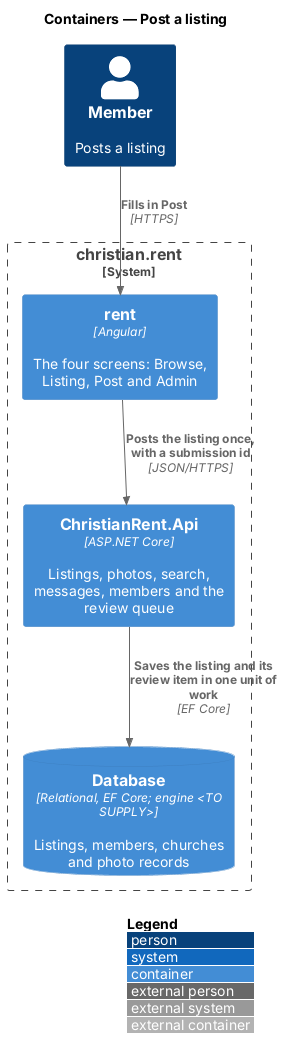 Containers — Post a listing
Member
Posts a listing
Fills in Post
[HTTPS]
christian.rent
[System]
rent
[Angular]
The four screens: Browse,
Listing, Post and Admin
Posts the listing once,
with a submission id
[JSON/HTTPS]
ChristianRent.Api
[ASP.NET Core]
Listings, photos, search,
messages, members and the
review queue
Saves the listing and its
review item in one unit of
work
[EF Core]
Database
[Relational, EF Core; engine <TO
SUPPLY>]
Listings, members, churches
and photo records
Legend
person
system
container
external person
external system
external container